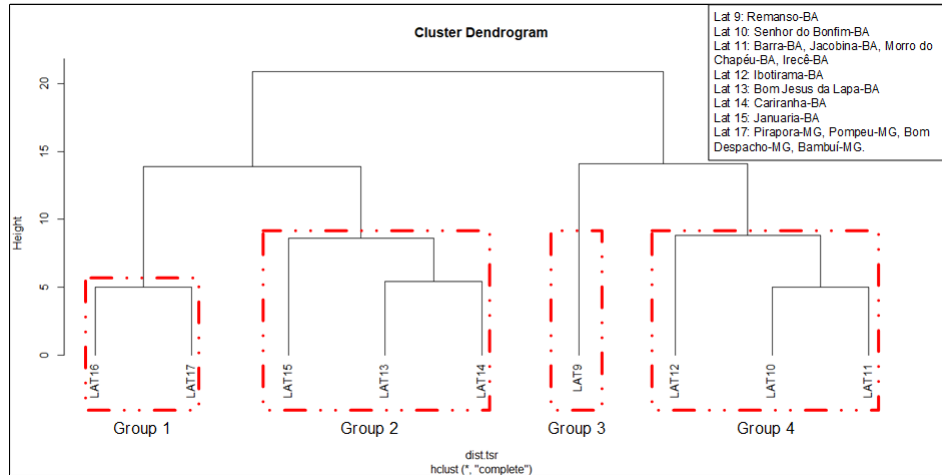 Cluster Dendrogram
Lat 9: Remanso-BA
Lat 10: Senhor do Bonfim-BA
Lat 11: Barra-BA, Jacobina-BA, Morro do
Chapéu-BA, Irecê-BA
Lat 12: Ibotirama-BA
Lat 13: Bom Jesus da Lapa-BA
Lat 14: Cariranha-BA
Lat 15: Januaria-BA
Lat 17: Pirapora-MG, Pompeu-MG, Bom
Despacho-MG, Bambuí-MG.
Height
20
15
10
5
0
LAT16
LAT17
LAT15
LAT13
LAT14
LAT9
LAT12
LAT10
LAT11
Group 1
Group 2
Group 3
Group 4
dist.tsr
hclust (*, "complete")